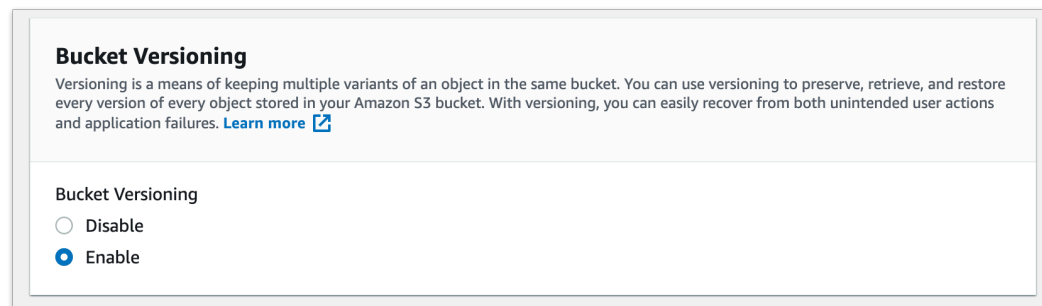 Bucket Versioning
Versioning is a means of keeping multiple variants of an object in the same bucket. You can use versioning to preserve, retrieve, and restore
every version of every object stored in your Amazon S3 bucket. With versioning, you can easily recover from both unintended user actions
and application failures. Learn more
Bucket Versioning
Disable
Enable